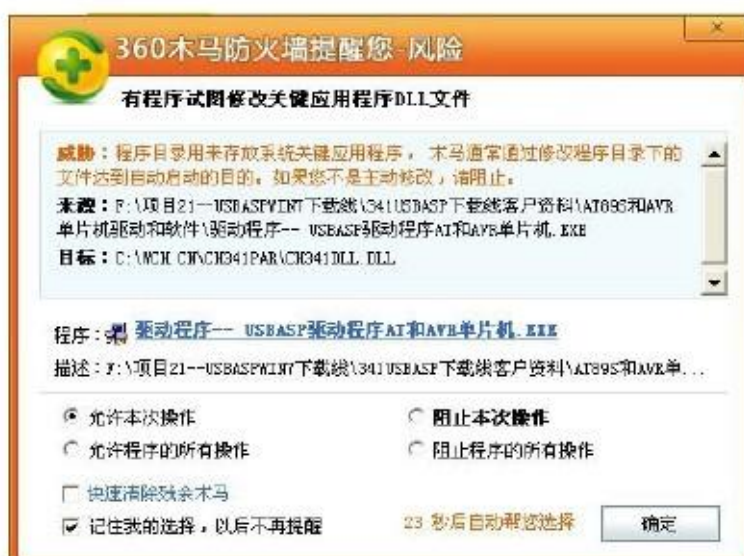 360木马防火墙提醒您-风险
有程序试图修改关键应用程序DLL文件
威胁：程序目录用来存放系统关键应用程序， 木马通常通过修改程序目录下的
文件达到自动启动的目的。如果您不是主动修改，请阻止。
来源：F:\项目21--USBASPWIN7下载线\341USBASP下载线客户资料\AT89S和AVR
单片机驱动和软件\驱动程序-- USBASP驱动程序AT和AVR单片机.EXE
目标：C:\WCH.CN\CH341PAR\CH341DLL.DLL
程序： 驱动程序-- USBASP驱动程序AT和AVR单片机.EXE
描述：F:\项目21--USBASPWIN7下载线\341USBASP下载线客户资料\AT89S和AVR单...
允许本次操作 阻止本次操作
允许程序的所有操作 阻止程序的所有操作
快速清除残余木马
记住我的选择，以后不再提醒 23 秒后自动帮您选择 确定